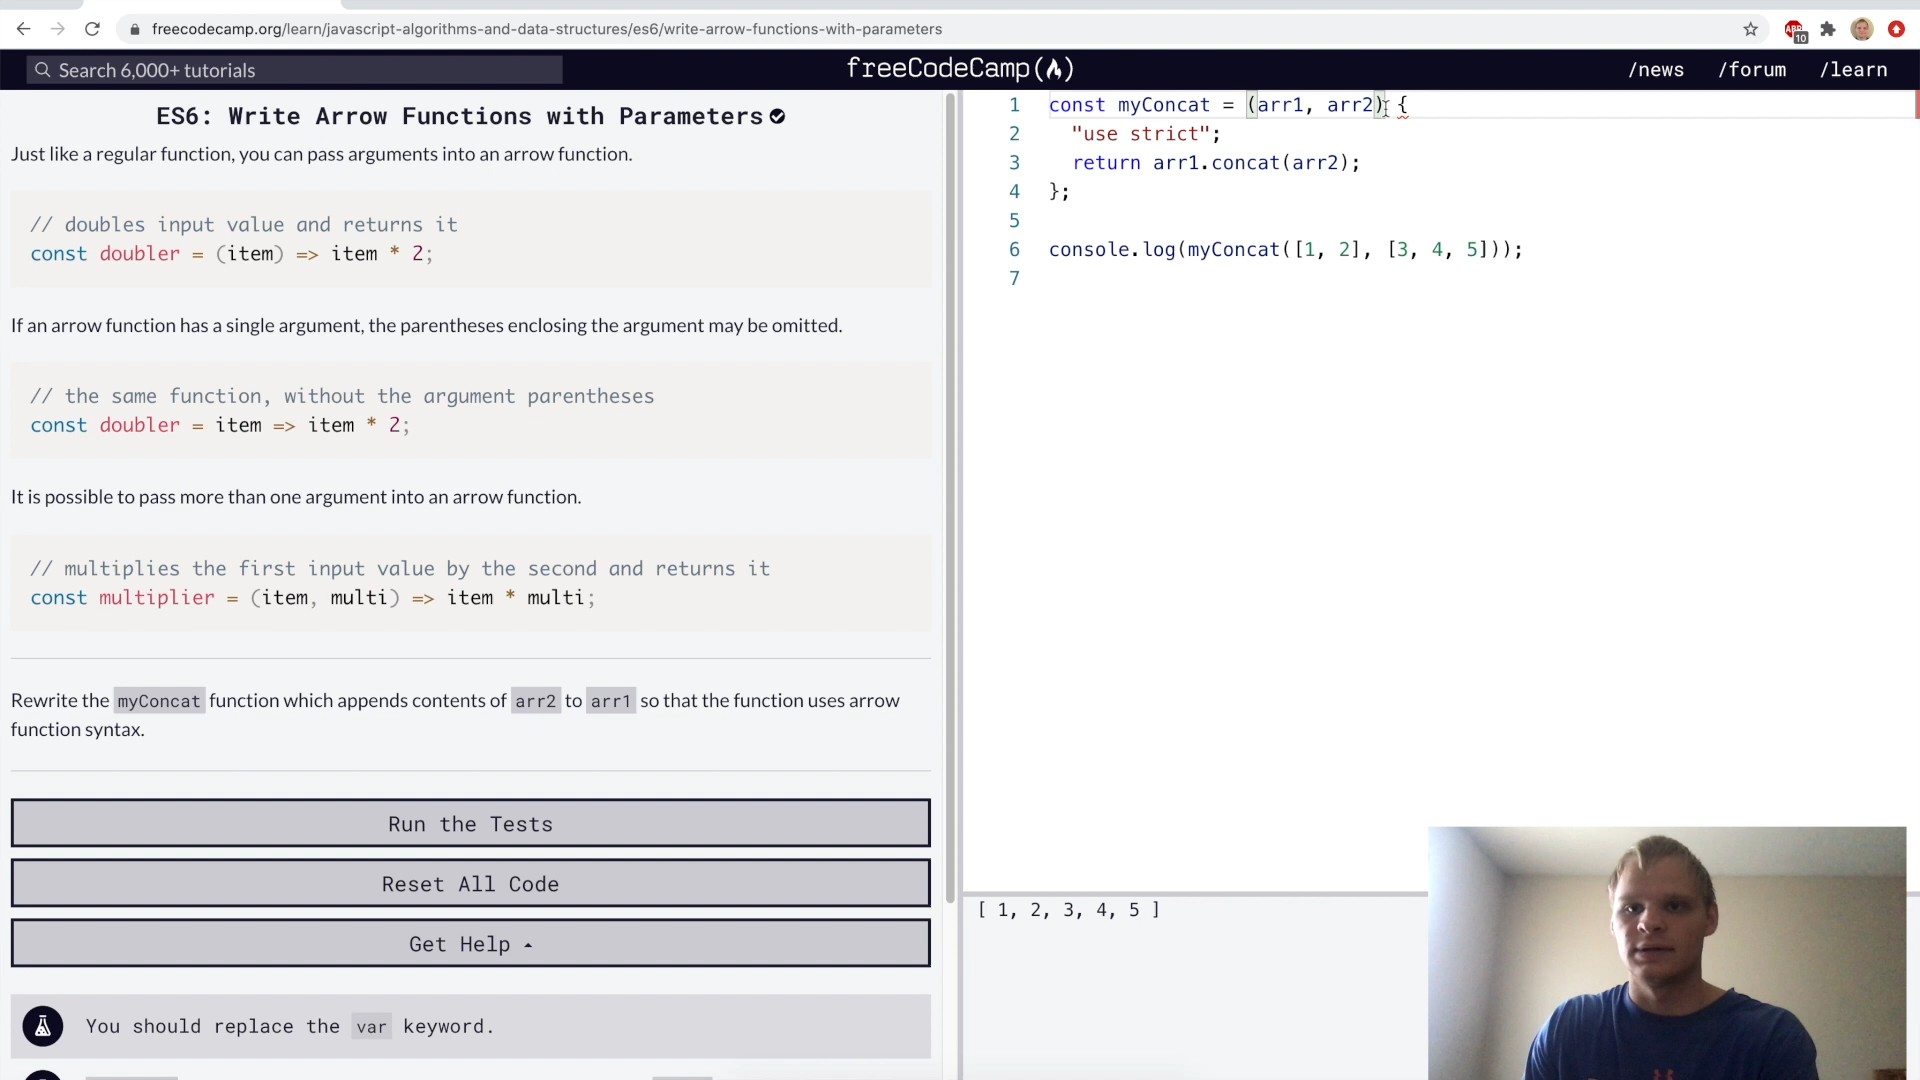 freecodecamp.org/learn/javascript-algorithms-and-data-structures/es6/write-arrow-functions-with-parameters
ABP
10
Search 6,000+ tutorials
freeCodeCamp
/news
/forum
/learn
ES6: Write Arrow Functions with Parameters
Just like a regular function, you can pass arguments into an arrow function.
// doubles input value and returns it
const doubler = (item) => item * 2;
If an arrow function has a single argument, the parentheses enclosing the argument may be omitted.
// the same function, without the argument parentheses
const doubler = item => item * 2;
It is possible to pass more than one argument into an arrow function.
// multiplies the first input value by the second and returns it
const multiplier = (item, multi) => item * multi;
Rewrite the myConcat function which appends contents of arr2 to arr1 so that the function uses arrow
function syntax.
Run the Tests
Reset All Code
Get Help
You should replace the var keyword.
1 const myConcat = (arr1, arr2) {
2 "use strict";
3 return arr1.concat(arr2);
4 };
5
6 console.log(myConcat([1, 2], [3, 4, 5]));
7
[ 1, 2, 3, 4, 5 ]